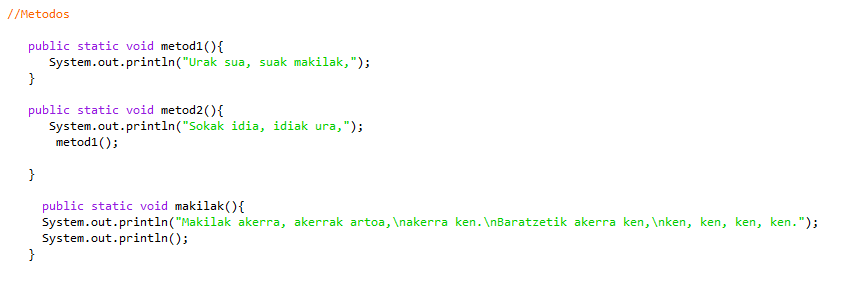 //Metodos
public static void metod1(){
System.out.println("Urak sua, suak makilak,");
}
public static void metod2(){
System.out.println("Sokak idia, idiak ura,");
metod1();
}
public static void makilak(){
System.out.println("Makilak akerra, akerrak artoa,\nakerra ken.\nBaratzetik akerra ken,\nken, ken, ken, ken.");
System.out.println();
}